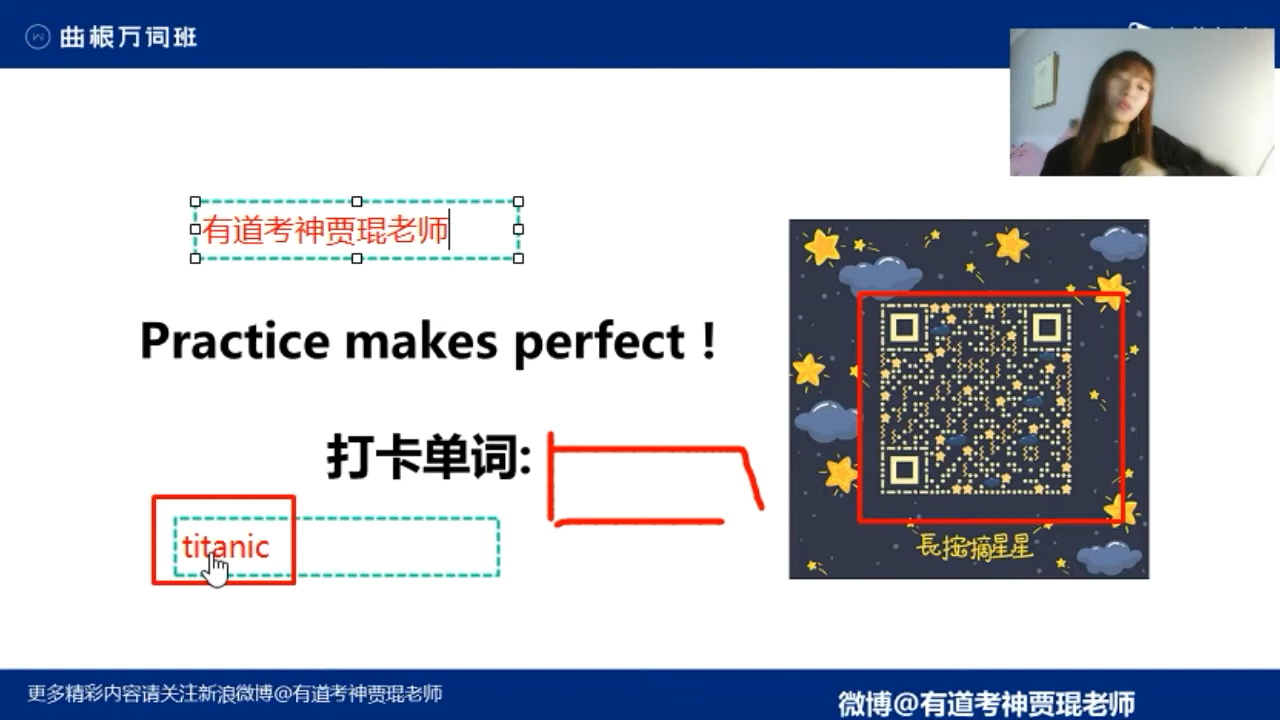 曲根万词班
有道考神贾琨老师
Practice makes perfect！
打卡单词:
titanic
長按摘星星
更多精彩内容请关注新浪微博@有道考神贾琨老师
微博@有道考神贾琨老师